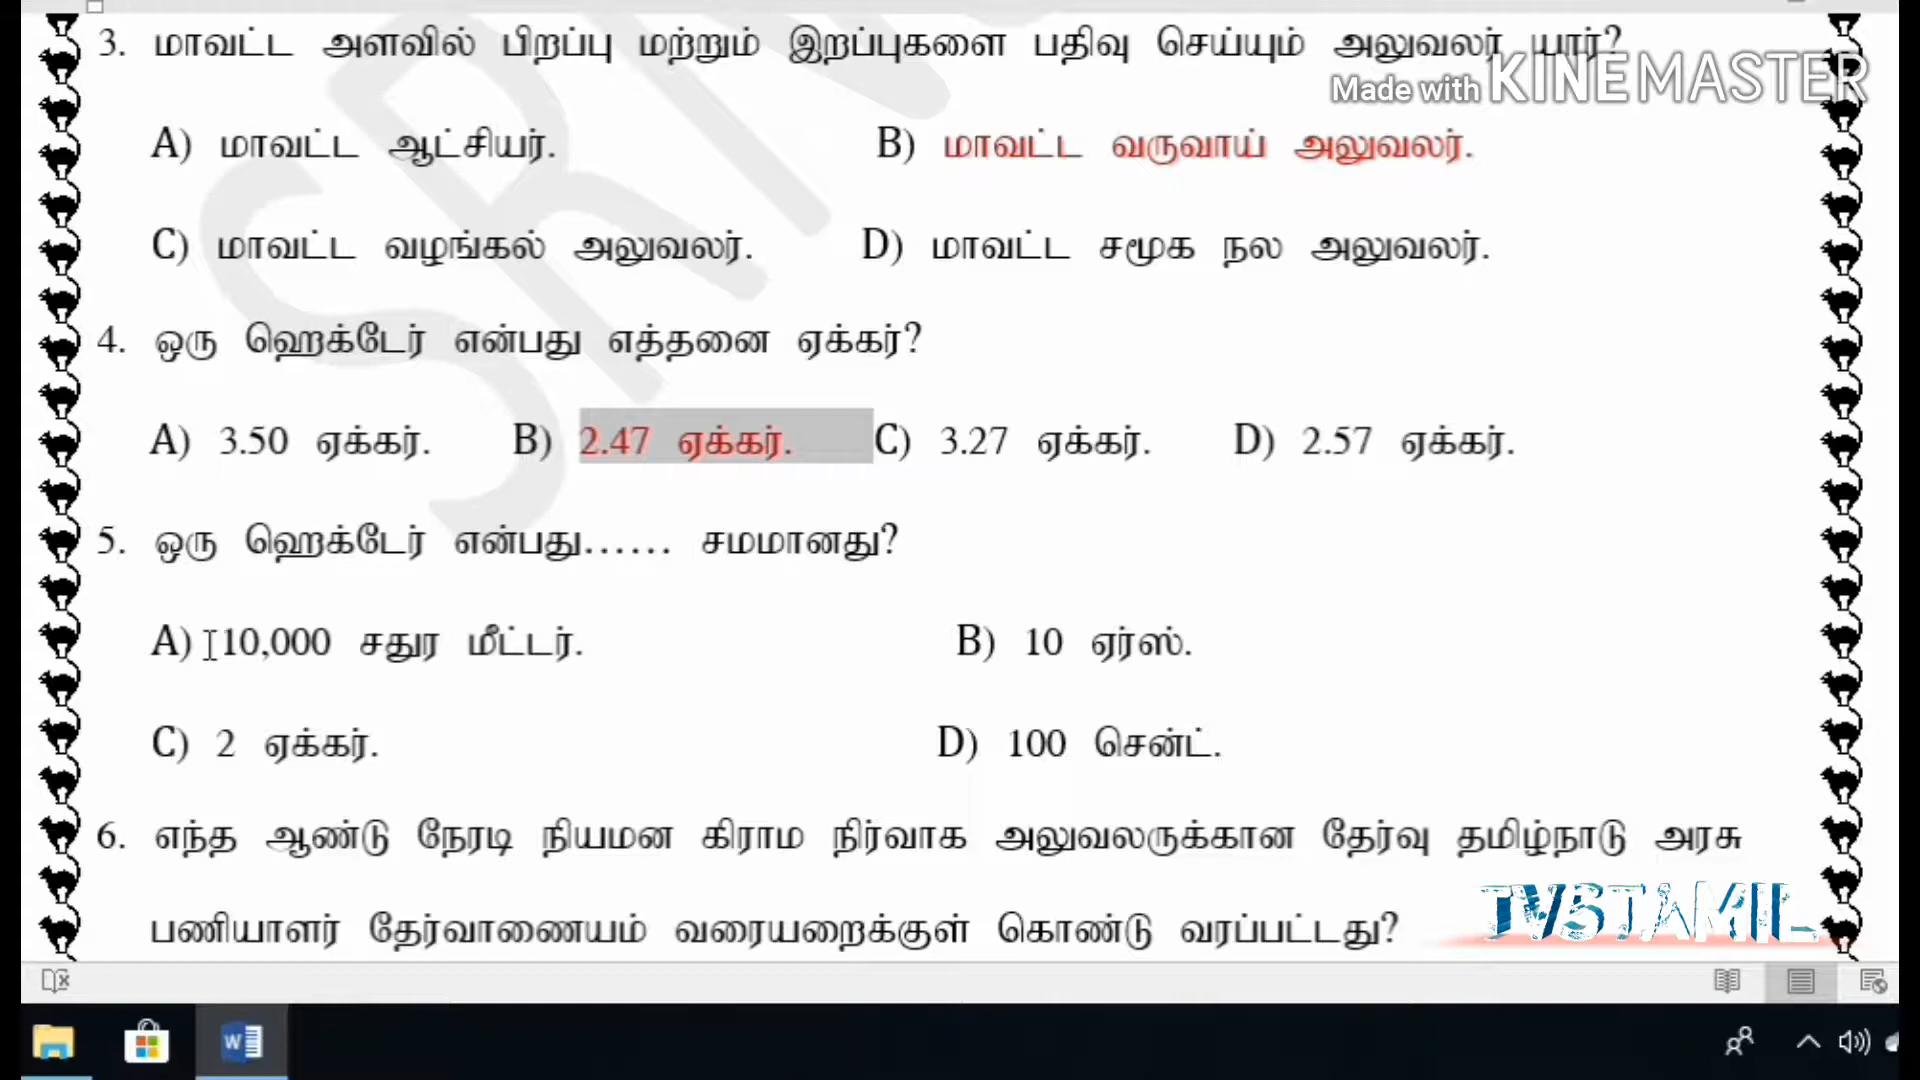 3. மாவட்ட அளவில் பிறப்பு மற்றும் இறப்புகளை பதிவு செய்யும் அலுவலர் யார்?
Made with KINEMASTER
A) மாவட்ட ஆட்சியர். B) மாவட்ட வருவாய் அலுவலர்.
C) மாவட்ட வழங்கல் அலுவலர். D) மாவட்ட சமூக நல அலுவலர்.
4. ஒரு ஹெக்டேர் என்பது எத்தனை ஏக்கர்?
A) 3.50 ஏக்கர். B) 2.47 ஏக்கர். C) 3.27 ஏக்கர். D) 2.57 ஏக்கர்.
5. ஒரு ஹெக்டேர் என்பது...... சமமானது?
A) 10,000 சதுர மீட்டர். B) 10 ஏர்ஸ்.
C) 2 ஏக்கர். D) 100 சென்ட்.
6. எந்த ஆண்டு நேரடி நியமன கிராம நிர்வாக அலுவலருக்கான தேர்வு தமிழ்நாடு அரசு
பணியாளர் தேர்வாணையம் வரையறைக்குள் கொண்டு வரப்பட்டது?